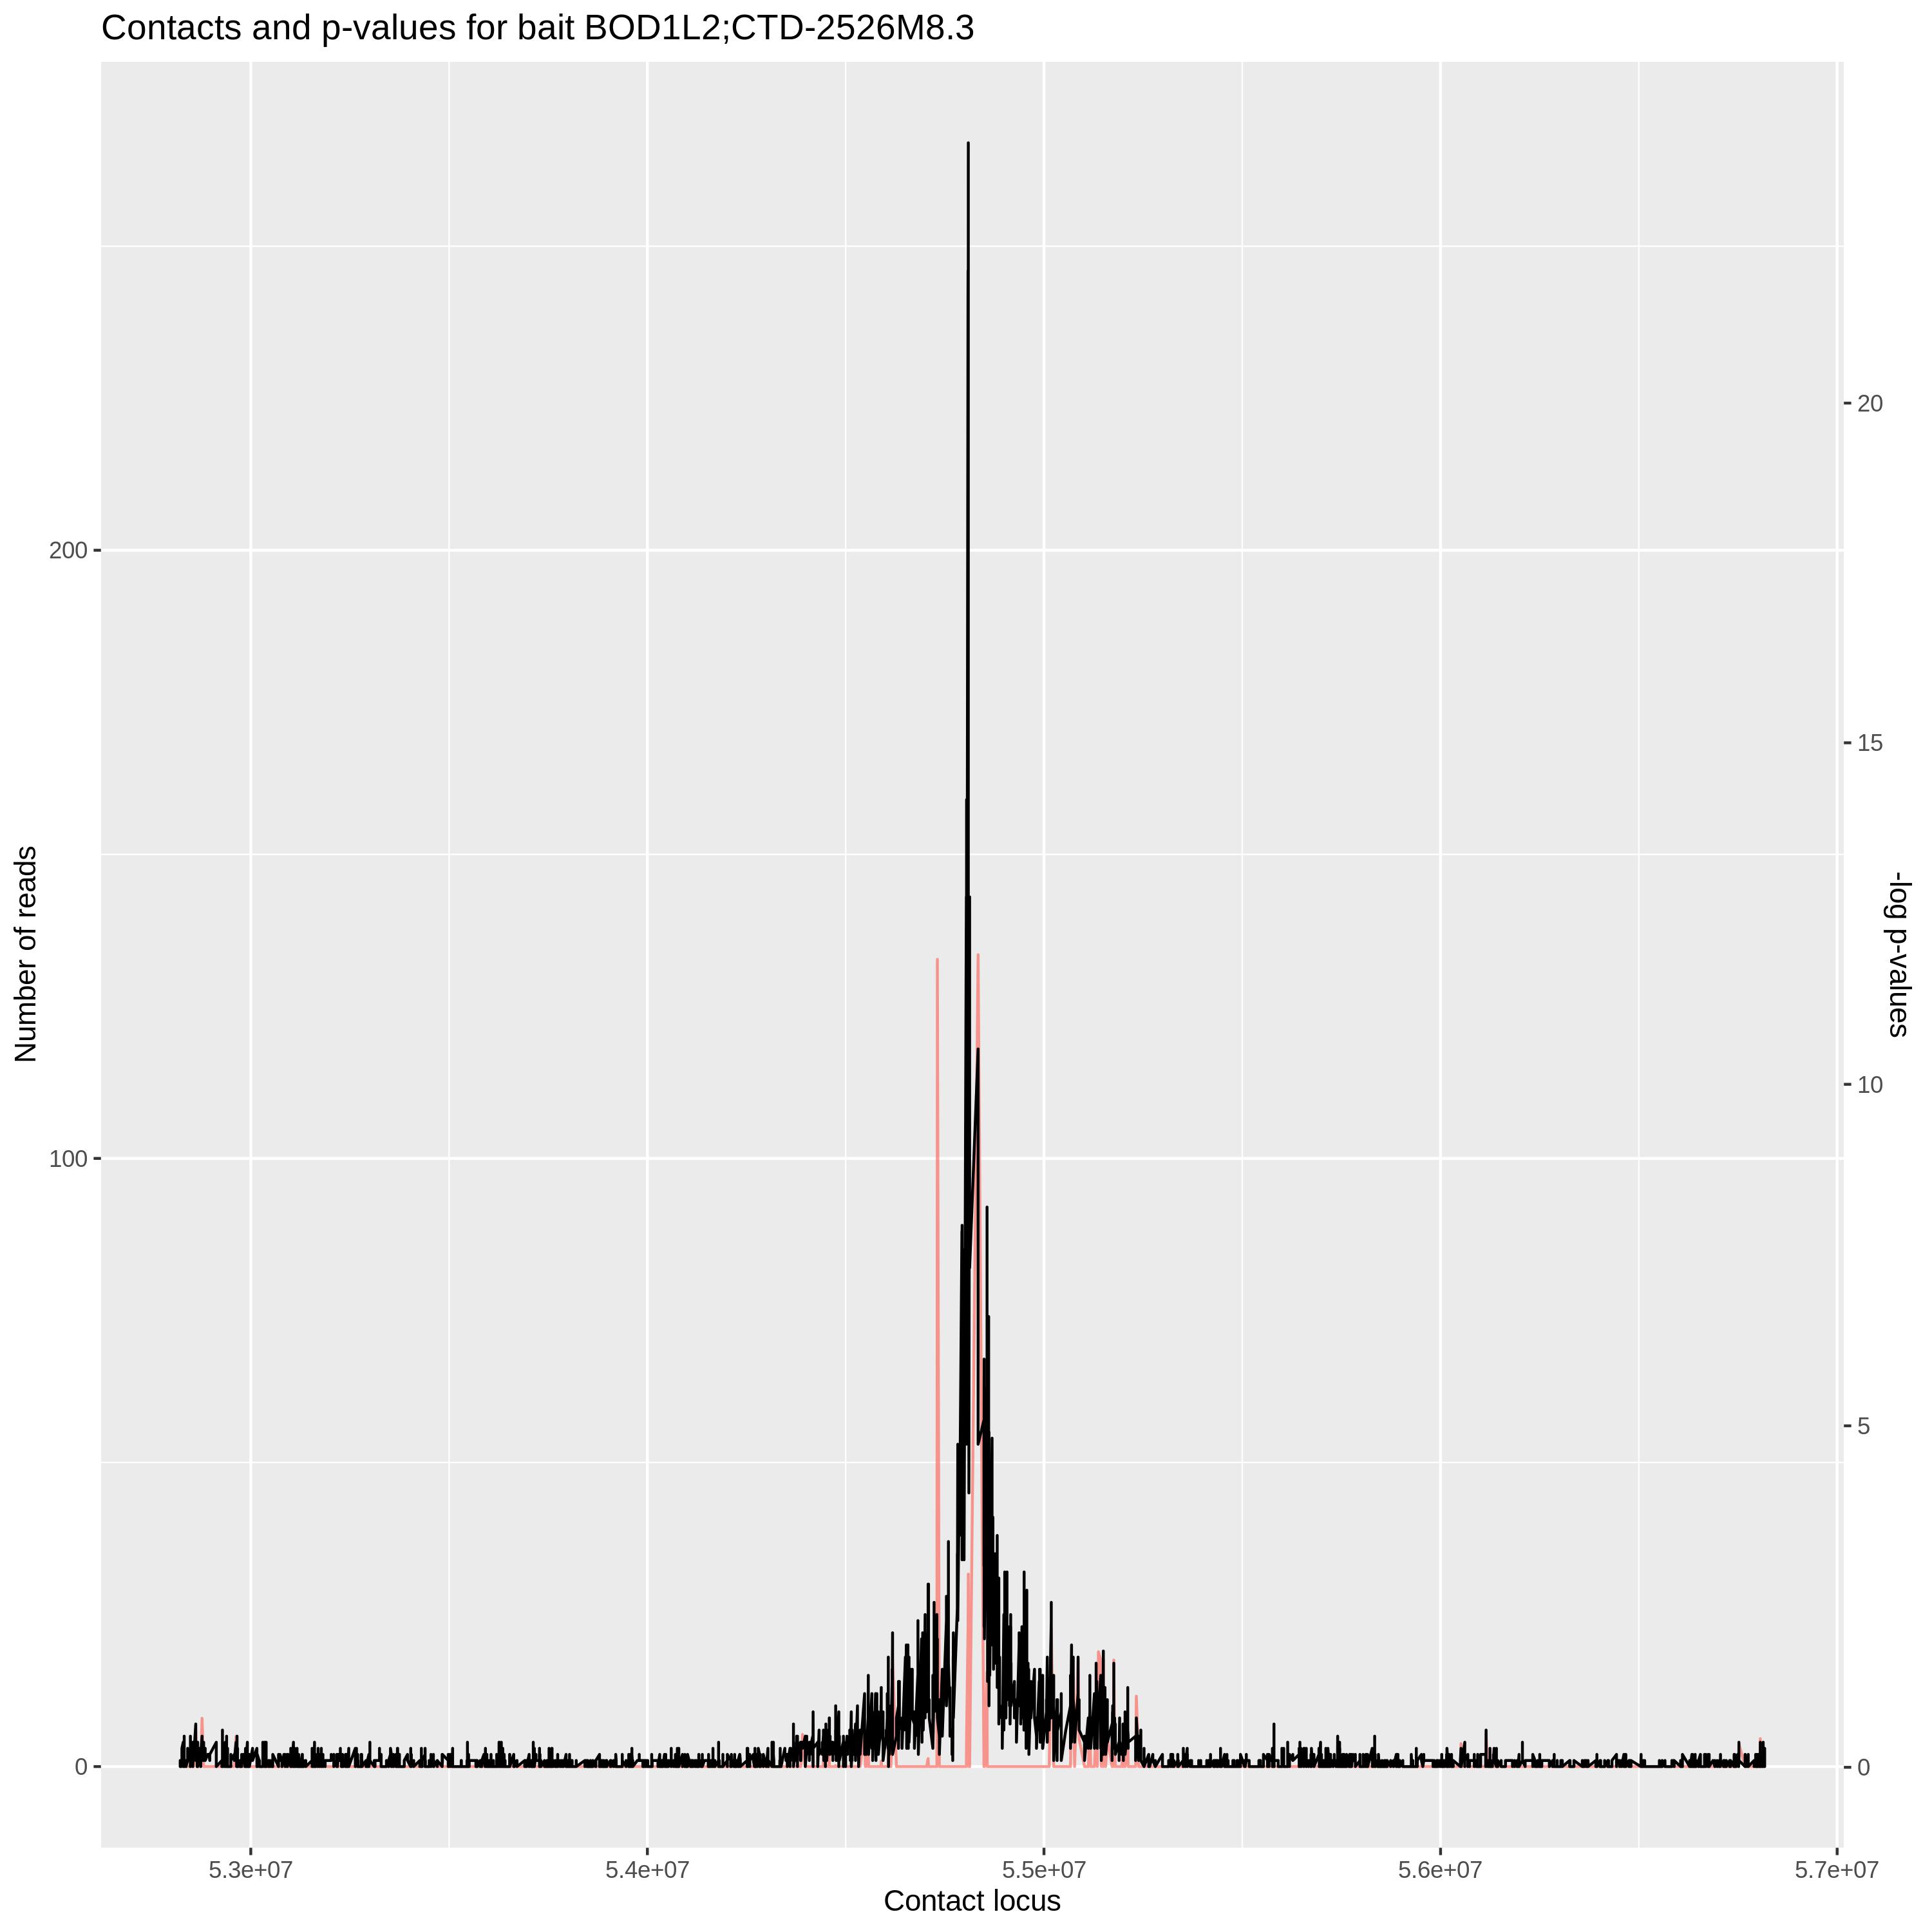 Contacts and p-values for bait BOD1L2;CTD-2526M8.3
Number of reads
200
100
0
20
15
10
5
0
-log p-values
5.3e+07
5.4e+07
5.5e+07
5.6e+07
5.7e+07
Contact locus